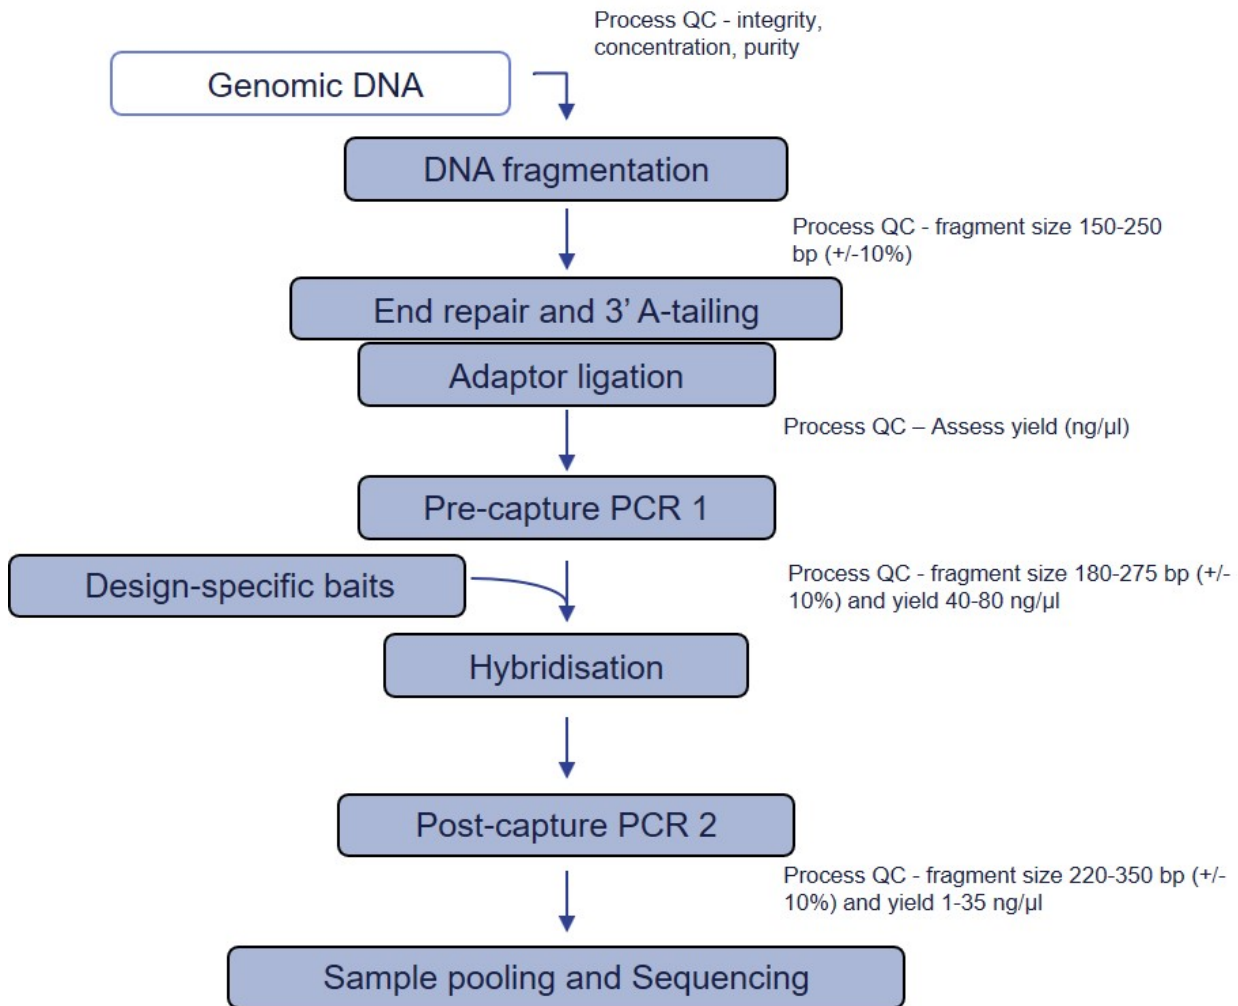 Process QC - integrity,
concentration, purity
Genomic DNA
DNA fragmentation
Process QC - fragment size 150-250
bp (+/-10%)
End repair and 3’ A-tailing
Adaptor ligation
Process QC – Assess yield (ng/µl)
Pre-capture PCR 1
Design-specific baits
Process QC - fragment size 180-275 bp (+/-
10%) and yield 40-80 ng/µl
Hybridisation
Post-capture PCR 2
Process QC - fragment size 220-350 bp (+/-
10%) and yield 1-35 ng/µl
Sample pooling and Sequencing